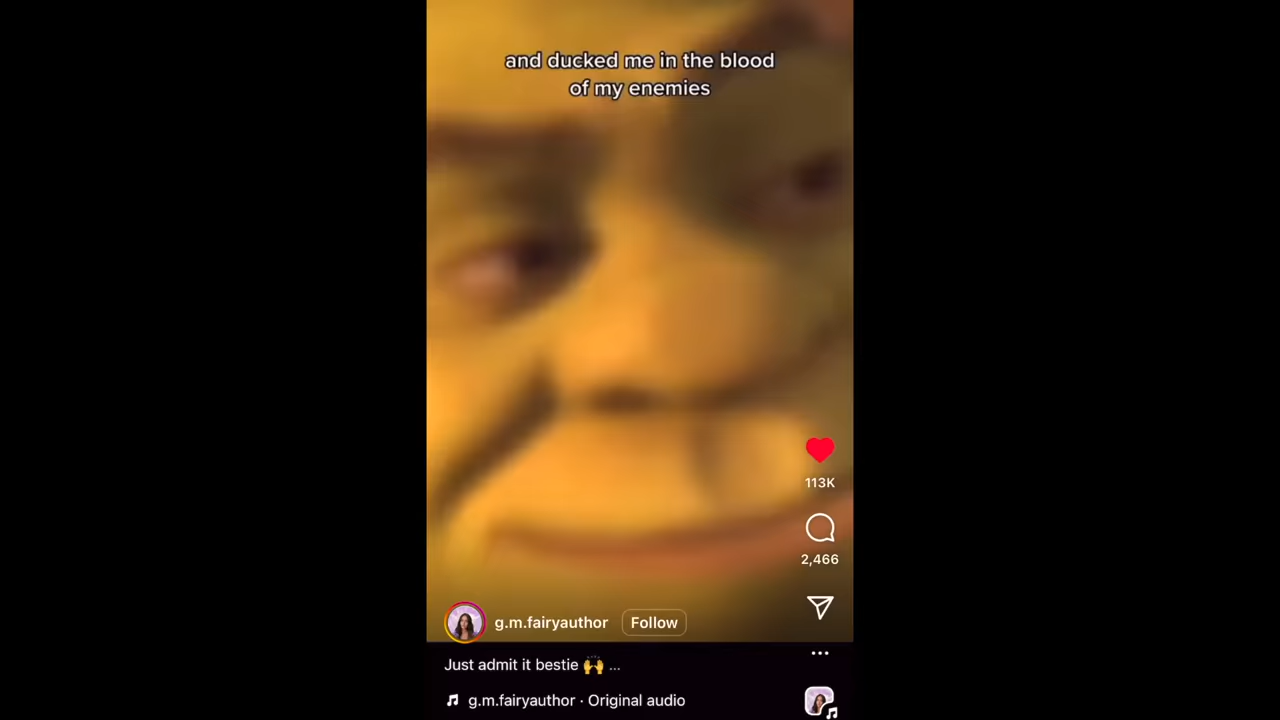 and ducked me in the blood
of my enemies
113K
2,466
g.m.fairyauthor Follow
Just admit it bestie 🙌 ...
g.m.fairyauthor · Original audio